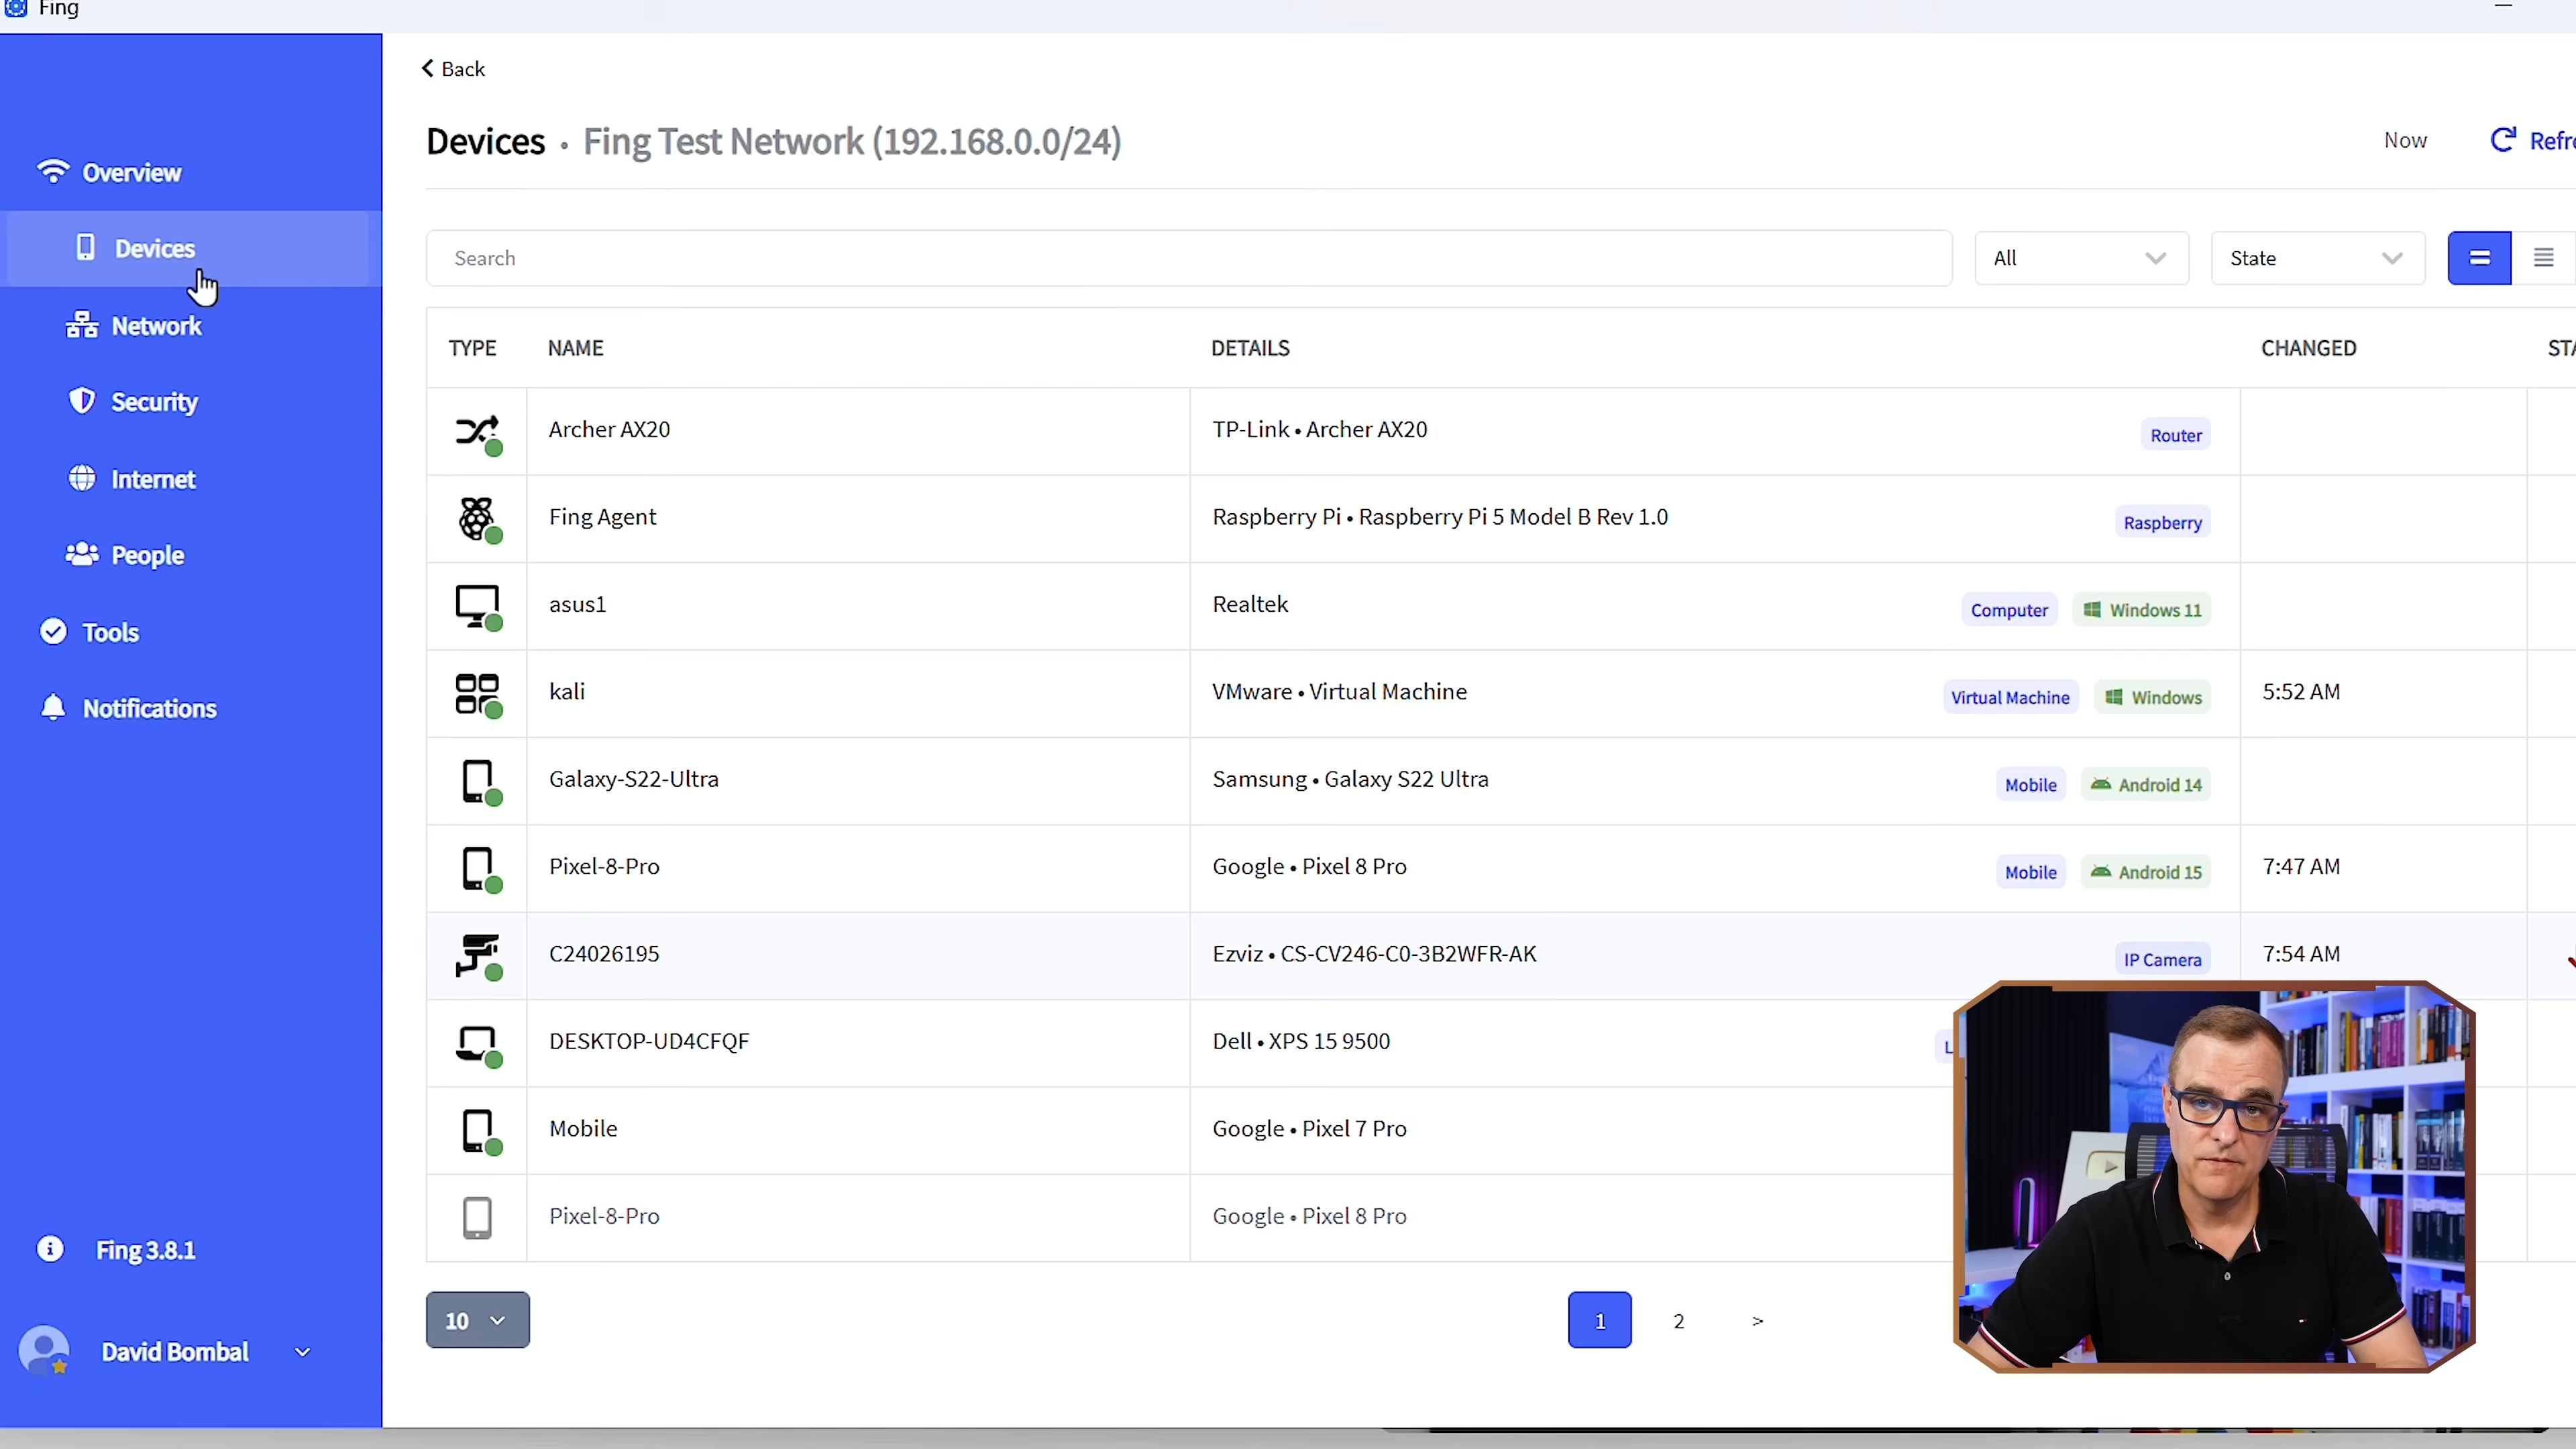 Fing
Back
Devices • Fing Test Network (192.168.0.0/24)
Now
Overview
Devices
Network
Security
Internet
People
Tools
Notifications
Fing 3.8.1
David Bombal
Search
All
State
TYPE NAME DETAILS CHANGED
Archer AX20 TP-Link • Archer AX20 Router
Fing Agent Raspberry Pi • Raspberry Pi 5 Model B Rev 1.0 Raspberry
asus1 Realtek Computer Windows 11
kali VMware • Virtual Machine Virtual Machine Windows 5:52 AM
Galaxy-S22-Ultra Samsung • Galaxy S22 Ultra Mobile Android 14
Pixel-8-Pro Google • Pixel 8 Pro Mobile Android 15 7:47 AM
C24026195 Ezviz • CS-CV246-C0-3B2WFR-AK IP Camera 7:54 AM
DESKTOP-UD4CFQF Dell • XPS 15 9500
Mobile Google • Pixel 7 Pro
Pixel-8-Pro Google • Pixel 8 Pro
10
1 2 >